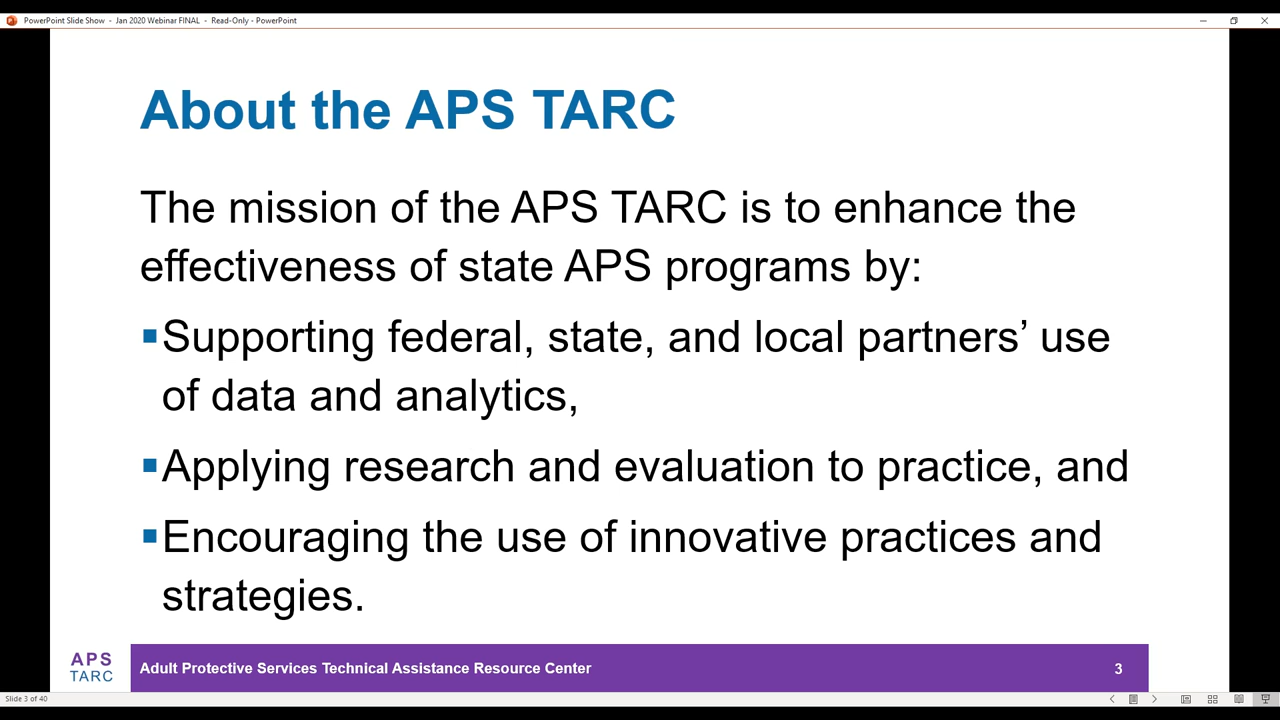 PowerPoint Slide Show - Jan 2020 Webinar FINAL - Read-Only - PowerPoint
About the APS TARC
The mission of the APS TARC is to enhance the
effectiveness of state APS programs by:
▪Supporting federal, state, and local partners’ use
of data and analytics,
▪Applying research and evaluation to practice, and
▪Encouraging the use of innovative practices and
strategies.
APS
TARC
Adult Protective Services Technical Assistance Resource Center 3
Slide 3 of 40